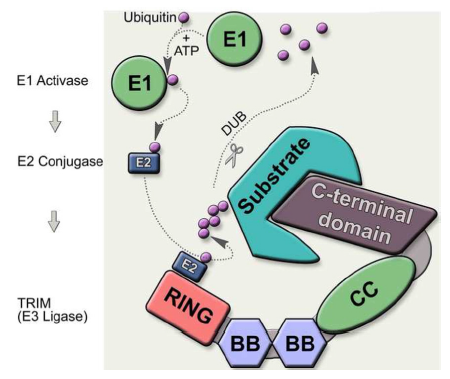 Ubiquitin
+
ATP
E1
E1
E1 Activase
DUB
E2 Conjugase
E2
Substrate
C-terminal
domain
E2
TRIM
(E3 Ligase)
RING
CC
BB
BB